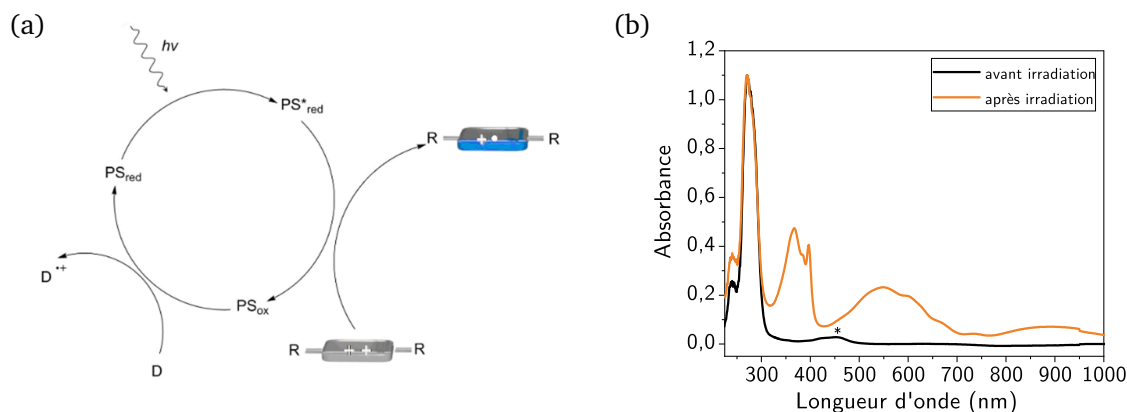 (a)
hν
PS*red
R
R
PSred
D•+
PSox
R
R
D
(b)
avant irradiation
après irradiation
Absorbance
1,2
1,0
0,8
0,6
0,4
0,2
0,0
*
300 400 500 600 700 800 900 1000
Longueur d'onde (nm)